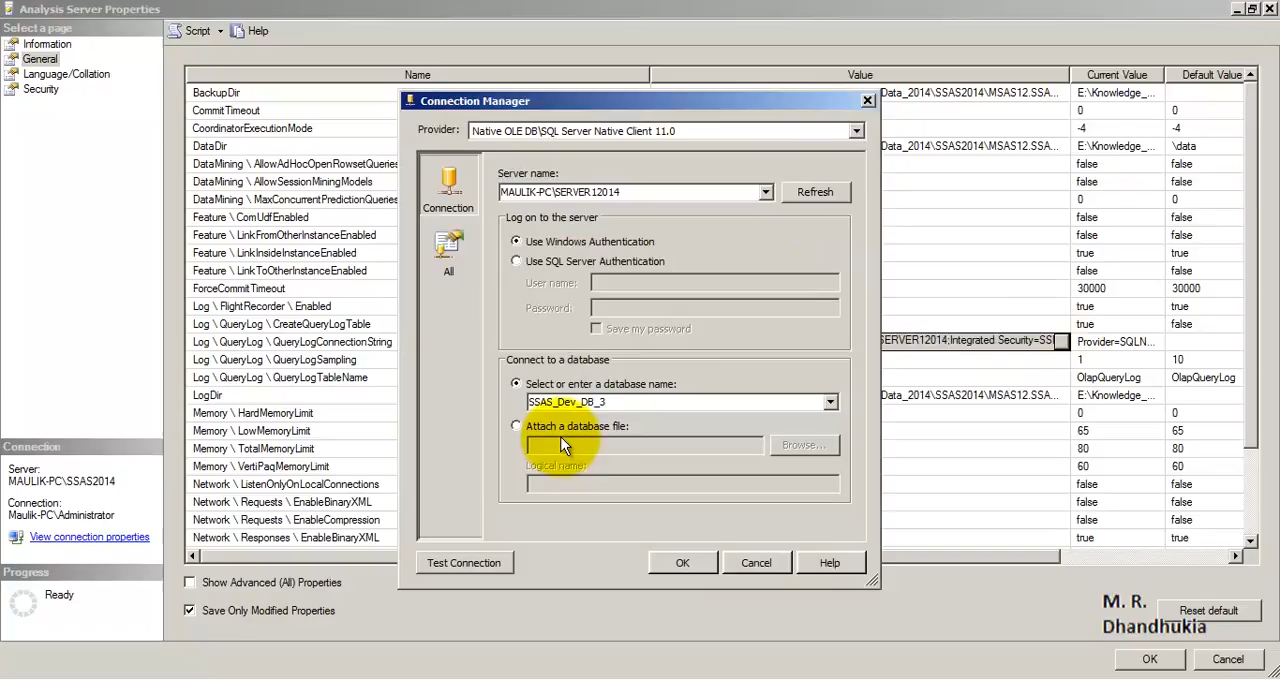 Analysis Server Properties
Select a page
Information
General
Language/Collation
Security
Script
Help
Name Value Current Value Default Value
BackupDir Data_2014\SSAS2014\MSAS12.SSA... E:\Knowledge_...
CommitTimeout 0 0
CoordinatorExecutionMode -4 -4
DataDir Data_2014\SSAS2014\MSAS12.SSA... E:\Knowledge_... \data
DataMining \ AllowAdHocOpenRowsetQueries false false
DataMining \ AllowSessionMiningModels false false
DataMining \ MaxConcurrentPredictionQueries 0 0
Feature \ ComUdfEnabled false false
Feature \ LinkFromOtherInstanceEnabled false false
Feature \ LinkInsideInstanceEnabled true true
Feature \ LinkToOtherInstanceEnabled false false
ForceCommitTimeout 30000 30000
Log \ FlightRecorder \ Enabled true true
Log \ QueryLog \ CreateQueryLogTable true false
Log \ QueryLog \ QueryLogConnectionString SERVER12014;Integrated Security=SS Provider=SQLN...
Log \ QueryLog \ QueryLogSampling 1 10
Log \ QueryLog \ QueryLogTableName OlapQueryLog OlapQueryLog
LogDir Data_2014\SSAS2014\MSAS12.SSA... E:\Knowledge_...
Memory \ HardMemoryLimit 0 0
Memory \ LowMemoryLimit 65 65
Memory \ TotalMemoryLimit 80 80
Memory \ VertiPaqMemoryLimit 60 60
Network \ ListenOnlyOnLocalConnections false false
Network \ Requests \ EnableBinaryXML false false
Network \ Requests \ EnableCompression false false
Network \ Responses \ EnableBinaryXML true true
Connection Manager
Provider: Native OLE DB\SQL Server Native Client 11.0
Connection
All
Server name:
MAULIK-PC\SERVER12014
Refresh
Log on to the server
Use Windows Authentication
Use SQL Server Authentication
User name:
Password:
Save my password
Connect to a database
Select or enter a database name:
SSAS_Dev_DB_3
Attach a database file:
Browse...
Logical name:
Test Connection
OK
Cancel
Help
Connection
Server:
MAULIK-PC\SSAS2014
Connection:
Maulik-PC\Administrator
View connection properties
Progress
Ready
Show Advanced (All) Properties
Save Only Modified Properties
M. R.
Dhandhukia
Reset default
OK
Cancel